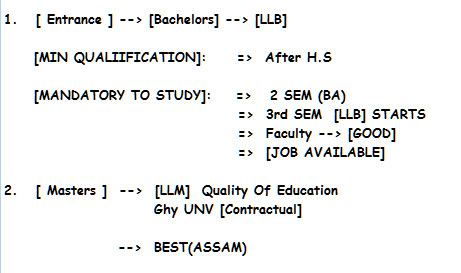 1. [ Entrance ] --> [Bachelors] --> [LLB]
[MIN QUALIIFICATION]: => After H.S
[MANDATORY TO STUDY]: => 2 SEM (BA)
=> 3rd SEM [LLB] STARTS
=> Faculty --> [GOOD]
=> [JOB AVAILABLE]
2. [ Masters ] --> [LLM] Quality Of Education
Ghy UNV [Contractual]
--> BEST(ASSAM)